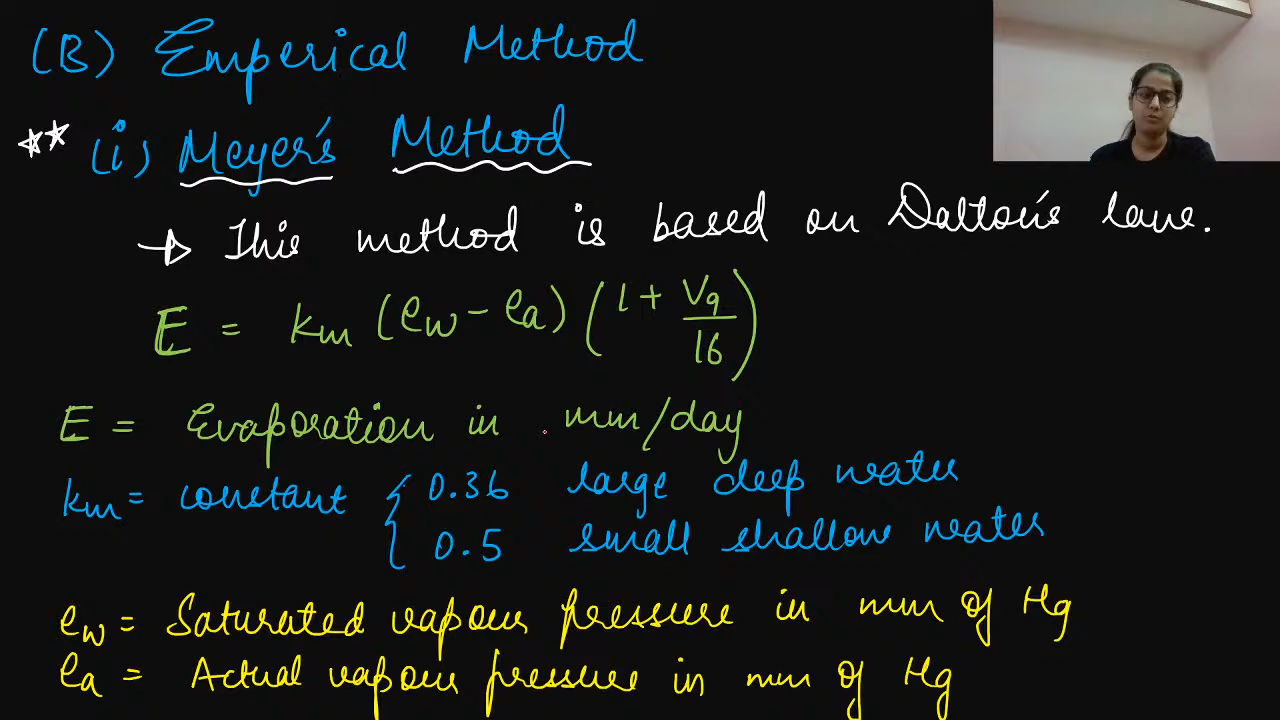 (B) Emperical Method
** (i) Meyer's Method
→ This method is based on Dalton's law.
E = km (ew - ea) (1 + V9/16)
E = Evaporation in mm/day
km = constant { 0.36 large deep water
0.5 small shallow water
ew = Saturated vapour pressure in mm of Hg
ea = Actual vapour pressure in mm of Hg